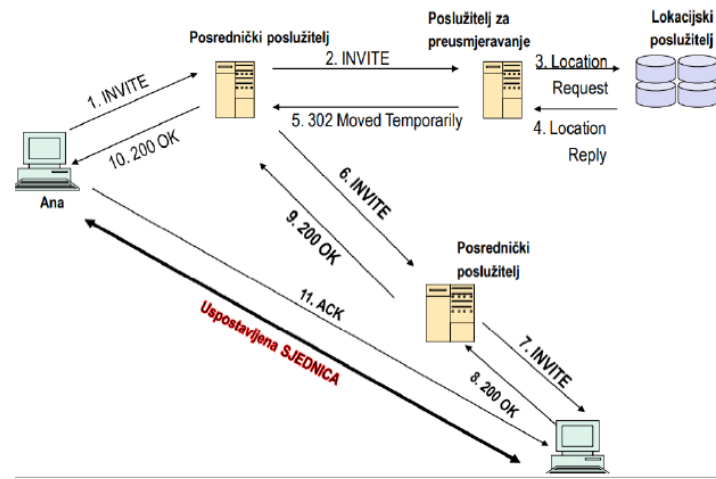 Posrednički poslužitelj
Poslužitelj za
preusmjeravanje
Lokacijski
poslužitelj
1. INVITE
2. INVITE
3. Location
Request
5. 302 Moved Temporarily
4. Location
Reply
10. 200 OK
Ana
6. INVITE
9. 200 OK
Posrednički
poslužitelj
11. ACK
Uspostavljena SJEDNICA
7. INVITE
8. 200 OK